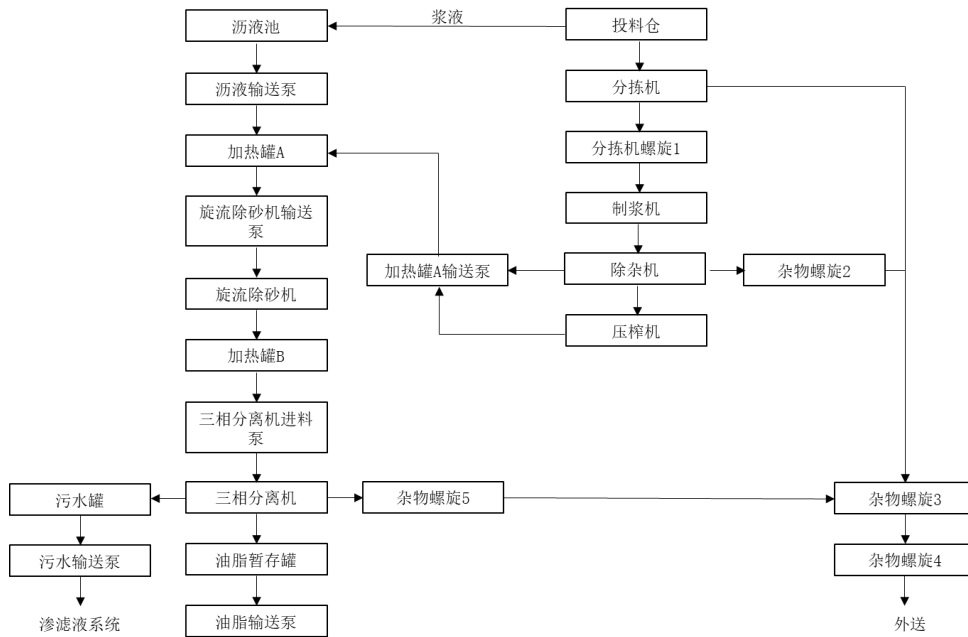 浆液
沥液池
投料仓
沥液输送泵
分拣机
加热罐A
分拣机螺旋1
旋流除砂机输送
泵
制浆机
加热罐A输送泵
除杂机
杂物螺旋2
旋流除砂机
压榨机
加热罐B
三相分离机进料
泵
污水罐
三相分离机
杂物螺旋5
杂物螺旋3
污水输送泵
油脂暂存罐
杂物螺旋4
渗滤液系统
油脂输送泵
外送